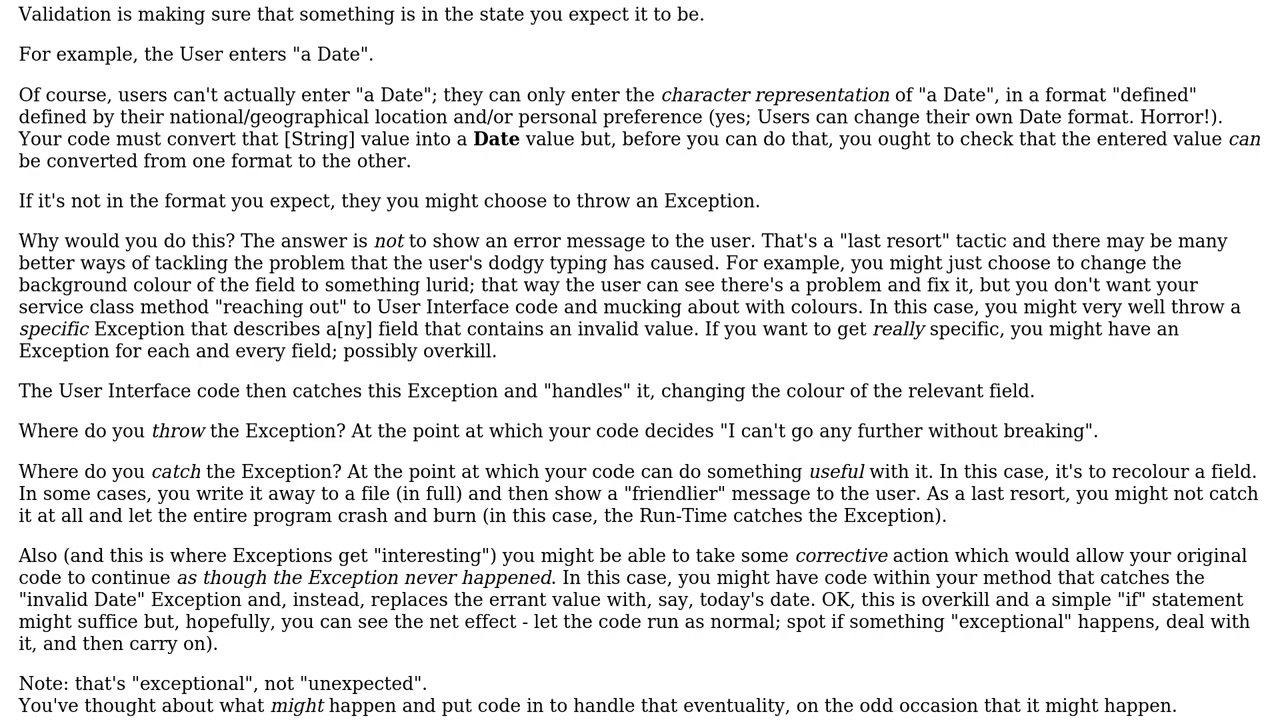 Validation is making sure that something is in the state you expect it to be.
For example, the User enters "a Date".
Of course, users can't actually enter "a Date"; they can only enter the character representation of "a Date", in a format "defined"
defined by their national/geographical location and/or personal preference (yes; Users can change their own Date format. Horror!).
Your code must convert that [String] value into a Date value but, before you can do that, you ought to check that the entered value can
be converted from one format to the other.
If it's not in the format you expect, they you might choose to throw an Exception.
Why would you do this? The answer is not to show an error message to the user. That's a "last resort" tactic and there may be many
better ways of tackling the problem that the user's dodgy typing has caused. For example, you might just choose to change the
background colour of the field to something lurid; that way the user can see there's a problem and fix it, but you don't want your
service class method "reaching out" to User Interface code and mucking about with colours. In this case, you might very well throw a
specific Exception that describes a[ny] field that contains an invalid value. If you want to get really specific, you might have an
Exception for each and every field; possibly overkill.
The User Interface code then catches this Exception and "handles" it, changing the colour of the relevant field.
Where do you throw the Exception? At the point at which your code decides "I can't go any further without breaking".
Where do you catch the Exception? At the point at which your code can do something useful with it. In this case, it's to recolour a field.
In some cases, you write it away to a file (in full) and then show a "friendlier" message to the user. As a last resort, you might not catch
it at all and let the entire program crash and burn (in this case, the Run-Time catches the Exception).
Also (and this is where Exceptions get "interesting") you might be able to take some corrective action which would allow your original
code to continue as though the Exception never happened. In this case, you might have code within your method that catches the
"invalid Date" Exception and, instead, replaces the errant value with, say, today's date. OK, this is overkill and a simple "if" statement
might suffice but, hopefully, you can see the net effect - let the code run as normal; spot if something "exceptional" happens, deal with
it, and then carry on).
Note: that's "exceptional", not "unexpected".
You've thought about what might happen and put code in to handle that eventuality, on the odd occasion that it might happen.